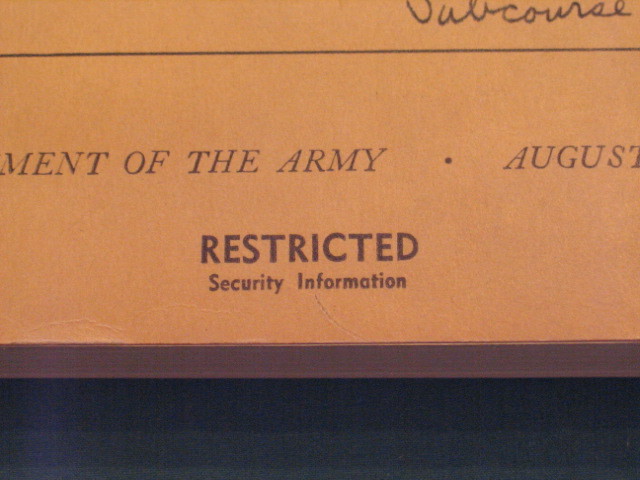 Subcourse
MENT OF THE ARMY • AUGUST
RESTRICTED
Security Information